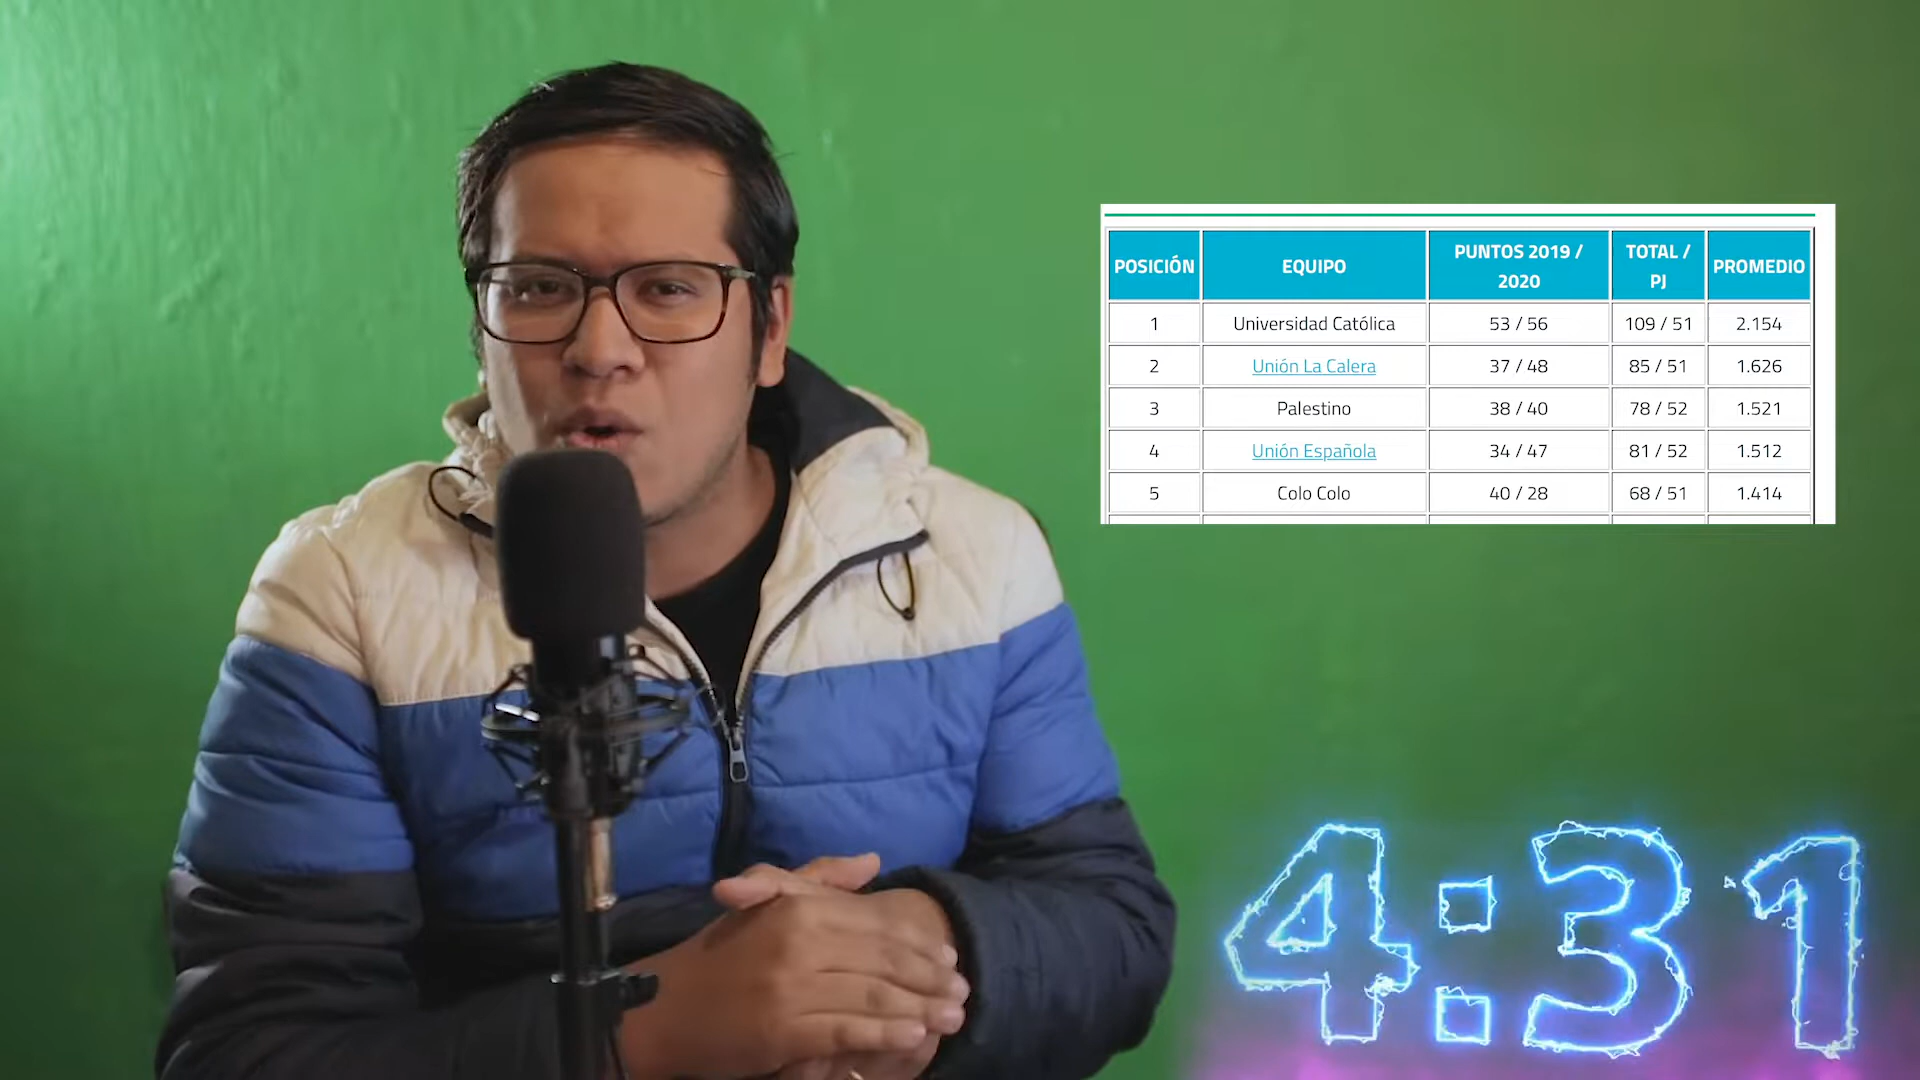 POSICIÓN EQUIPO PUNTOS 2019 / 2020 TOTAL / PJ PROMEDIO
1 Universidad Católica 53 / 56 109 / 51 2.154
2 Unión La Calera 37 / 48 85 / 51 1.626
3 Palestino 38 / 40 78 / 52 1.521
4 Unión Española 34 / 47 81 / 52 1.512
5 Colo Colo 40 / 28 68 / 51 1.414
4:31